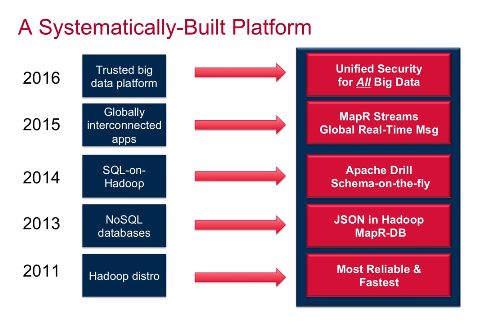 A Systematically-Built Platform
2016
Trusted big
data platform
Unified Security
for All Big Data
2015
Globally
interconnected
apps
MapR Streams
Global Real-Time Msg
2014
SQL-on-
Hadoop
Apache Drill
Schema-on-the-fly
2013
NoSQL
databases
JSON in Hadoop
MapR-DB
2011
Hadoop distro
Most Reliable &
Fastest